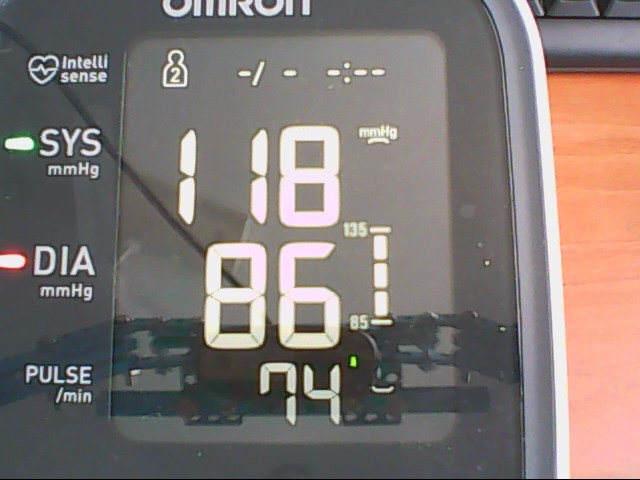 OMRON
Intelli
sense
2
-/ - -:--
SYS
mmHg
118
mmHg
135
DIA
mmHg
86
85
PULSE
/min
74